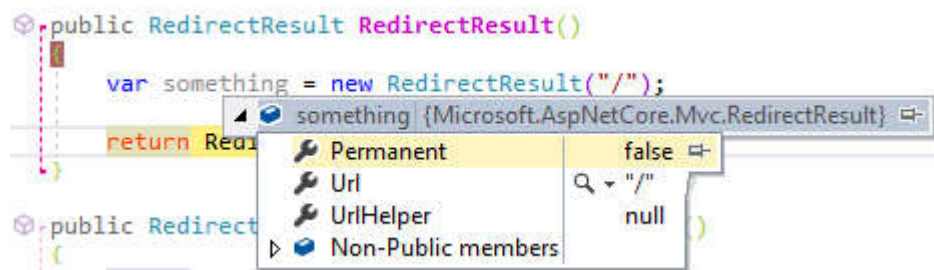 public RedirectResult RedirectResult()
{
var something = new RedirectResult("/");
something {Microsoft.AspNetCore.Mvc.RedirectResult}
return Redi
Permanent false
}
Url "/"
UrlHelper null
public Redirect )
Non-Public members
{